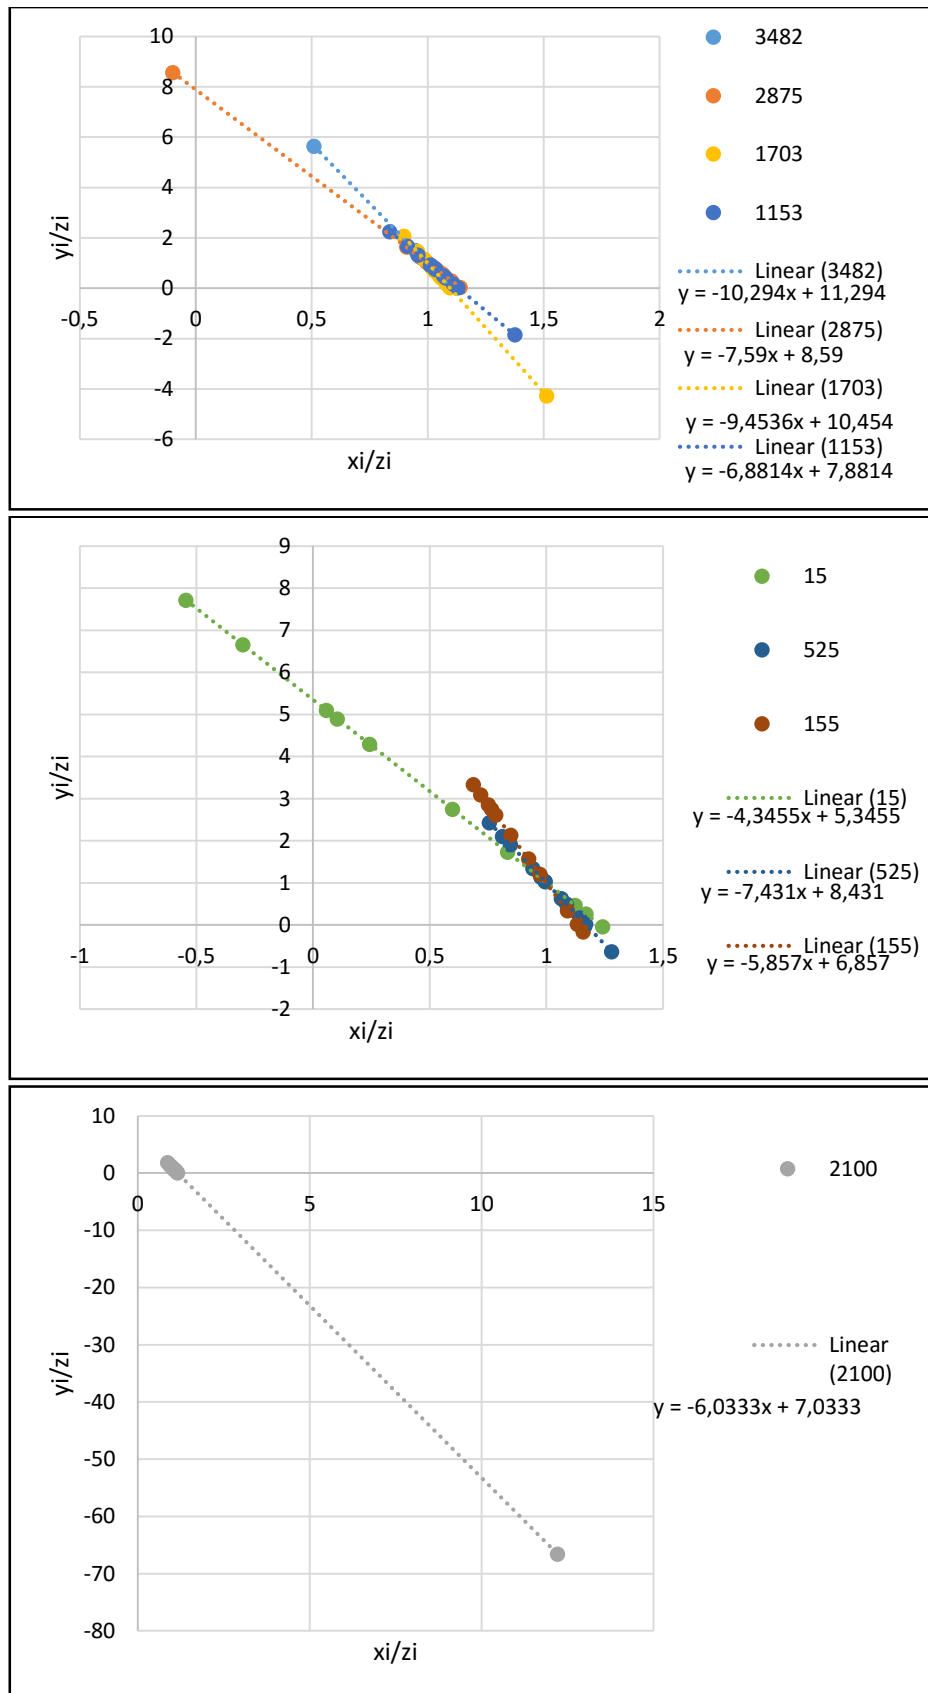 10
8
6
4
2
0
-2
-4
-6
-0,5
0
0,5
1
1,5
2
yi/zi
xi/zi
3482
2875
1703
1153
Linear (3482)
y = -10,294x + 11,294
Linear (2875)
y = -7,59x + 8,59
Linear (1703)
y = -9,4536x + 10,454
Linear (1153)
y = -6,8814x + 7,8814
9
8
7
6
5
4
3
2
1
0
-1
-2
-1
-0,5
0
0,5
1
1,5
yi/zi
xi/zi
15
525
155
Linear (15)
y = -4,3455x + 5,3455
Linear (525)
y = -7,431x + 8,431
Linear (155)
y = -5,857x + 6,857
10
0
-10
-20
-30
-40
-50
-60
-70
-80
0
5
10
15
yi/zi
xi/zi
2100
Linear
(2100)
y = -6,0333x + 7,0333